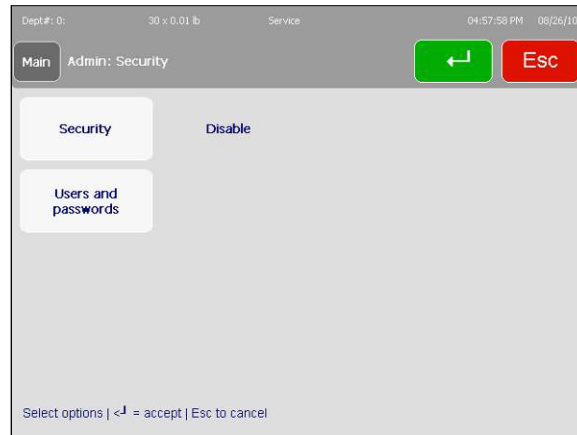 Dept#: 0: 30 x 0.01 lb Service 04:57:58 PM 08/26/10
Main Admin: Security ↵ Esc
Security Disable
Users and
passwords
Select options | <┘ = accept | Esc to cancel